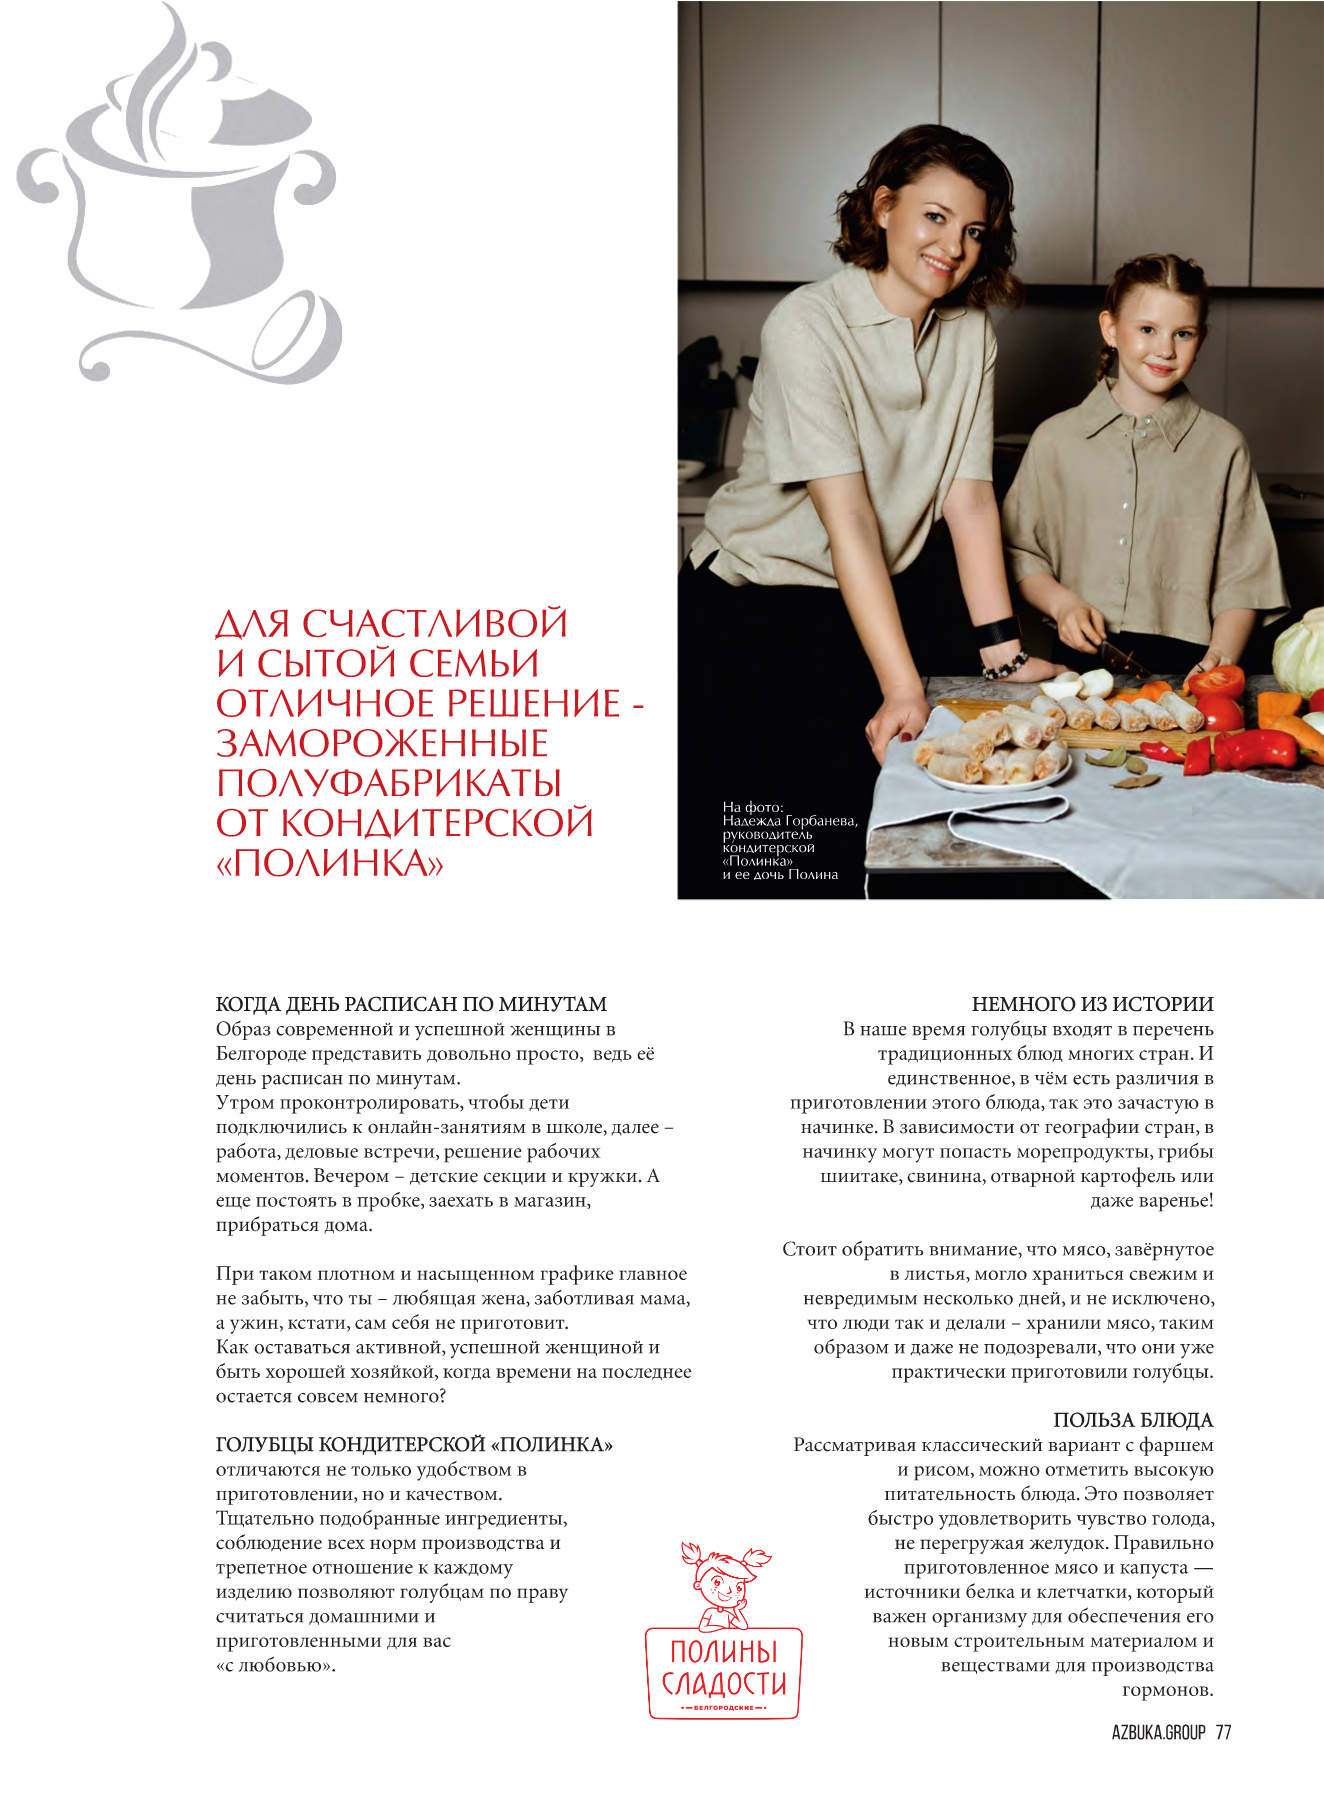 ДЛЯ СЧАСТЛИВОЙ
И СЫТОЙ СЕМЬИ
ОТЛИЧНОЕ РЕШЕНИЕ -
ЗАМОРОЖЕННЫЕ
ПОЛУФАБРИКАТЫ
ОТ КОНДИТЕРСКОЙ
«ПОЛИНКА»
На фото:
Надежда Горбанева,
руководитель
кондитерской
«Полинка»
и ее дочь Полина
КОГДА ДЕНЬ РАСПИСАН ПО МИНУТАМ
Образ современной и успешной женщины в
Белгороде представить довольно просто, ведь её
день расписан по минутам.
Утром проконтролировать, чтобы дети
подключились к онлайн-занятиям в школе, далее –
работа, деловые встречи, решение рабочих
моментов. Вечером – детские секции и кружки. А
еще постоять в пробке, заехать в магазин,
прибраться дома.
При таком плотном и насыщенном графике главное
не забыть, что ты – любящая жена, заботливая мама,
а ужин, кстати, сам себя не приготовит.
Как оставаться активной, успешной женщиной и
быть хорошей хозяйкой, когда времени на последнее
остается совсем немного?
ГОЛУБЦЫ КОНДИТЕРСКОЙ «ПОЛИНКА»
отличаются не только удобством в
приготовлении, но и качеством.
Тщательно подобранные ингредиенты,
соблюдение всех норм производства и
трепетное отношение к каждому
изделию позволяют голубцам по праву
считаться домашними и
приготовленными для вас
«с любовью».
НЕМНОГО ИЗ ИСТОРИИ
В наше время голубцы входят в перечень
традиционных блюд многих стран. И
единственное, в чём есть различия в
приготовлении этого блюда, так это зачастую в
начинке. В зависимости от географии стран, в
начинку могут попасть морепродукты, грибы
шиитаке, свинина, отварной картофель или
даже варенье!
Стоит обратить внимание, что мясо, завёрнутое
в листья, могло храниться свежим и
невредимым несколько дней, и не исключено,
что люди так и делали – хранили мясо, таким
образом и даже не подозревали, что они уже
практически приготовили голубцы.
ПОЛЬЗА БЛЮДА
Рассматривая классический вариант с фаршем
и рисом, можно отметить высокую
питательность блюда. Это позволяет
быстро удовлетворить чувство голода,
не перегружая желудок. Правильно
приготовленное мясо и капуста —
источники белка и клетчатки, который
важен организму для обеспечения его
новым строительным материалом и
веществами для производства
гормонов.
ПОЛИНЫ
СЛАДОСТИ
БЕЛГОРОДСКИЕ
AZBUKA.GROUP 77